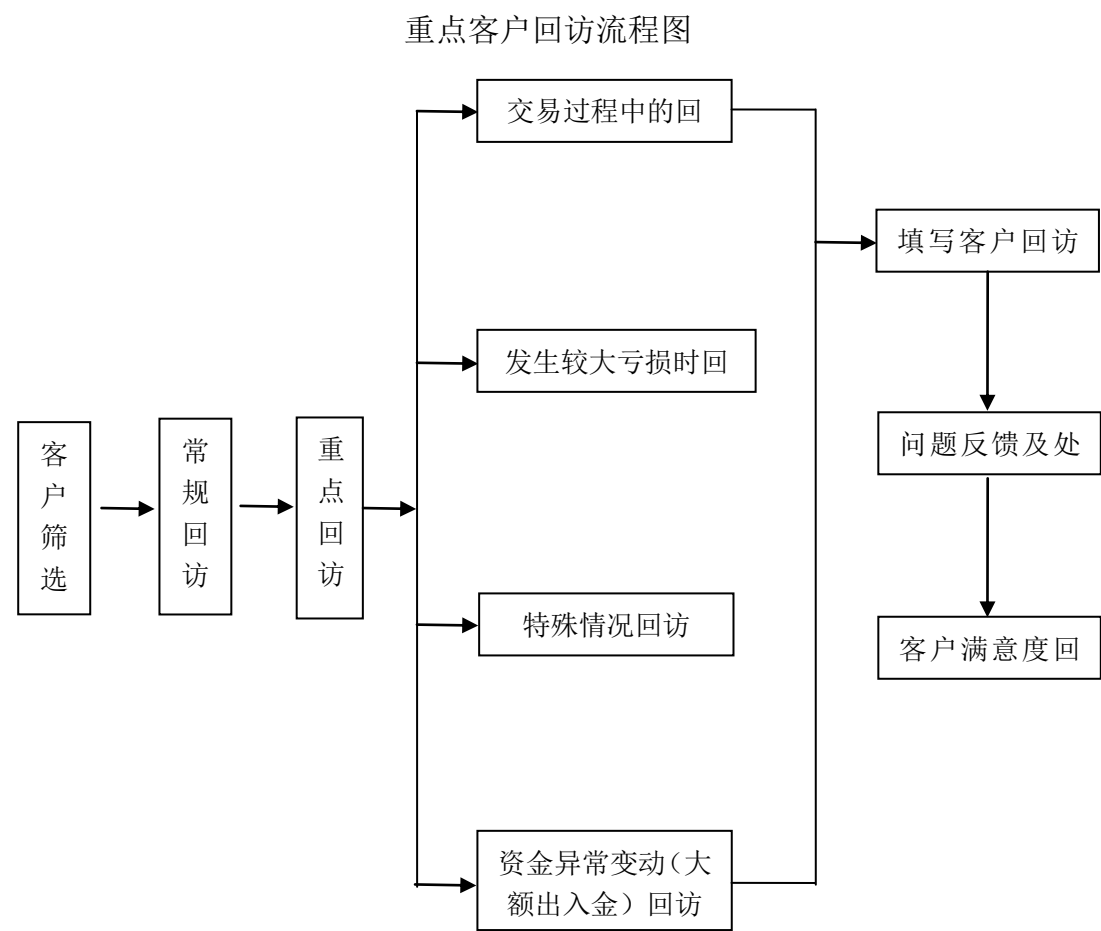 重点客户回访流程图
交易过程中的回
填写客户回访
发生较大亏损时回
客户筛选
常规回访
重点回访
问题反馈及处
特殊情况回访
客户满意度回
资金异常变动（大
额出入金）回访